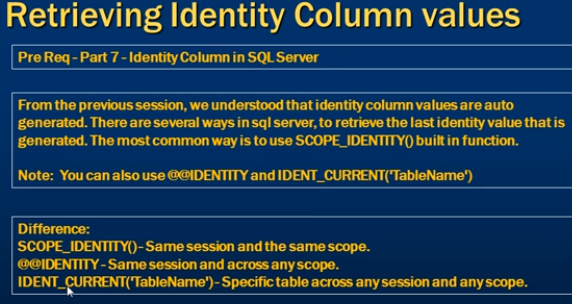 Retrieving Identity Column values
Pre Req - Part 7 - Identity Column in SQL Server
From the previous session, we understood that identity column values are auto
generated. There are several ways in sql server, to retrieve the last identity value that is
generated. The most common way is to use SCOPE_IDENTITY() built in function.
Note: You can also use @@IDENTITY and IDENT_CURRENT('TableName')
Difference:
SCOPE_IDENTITY() - Same session and the same scope.
@@IDENTITY - Same session and across any scope.
IDENT_CURRENT('TableName') - Specific table across any session and any scope.